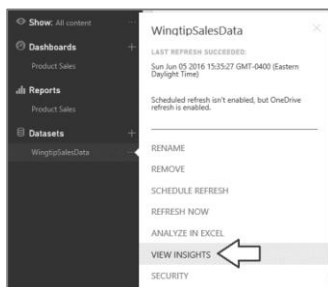 Show: All content
Dashboards
Product Sales
Reports
Product Sales
Datasets
WingtipSalesData
WingtipSalesData
LAST REFRESH SUCCEEDED:
Sun Jun 05 2016 15:35:27 GMT-0400 (Eastern
Daylight Time)
Scheduled refresh isn't enabled, but OneDrive
refresh is enabled.
RENAME
REMOVE
SCHEDULE REFRESH
REFRESH NOW
ANALYZE IN EXCEL
VIEW INSIGHTS
SECURITY